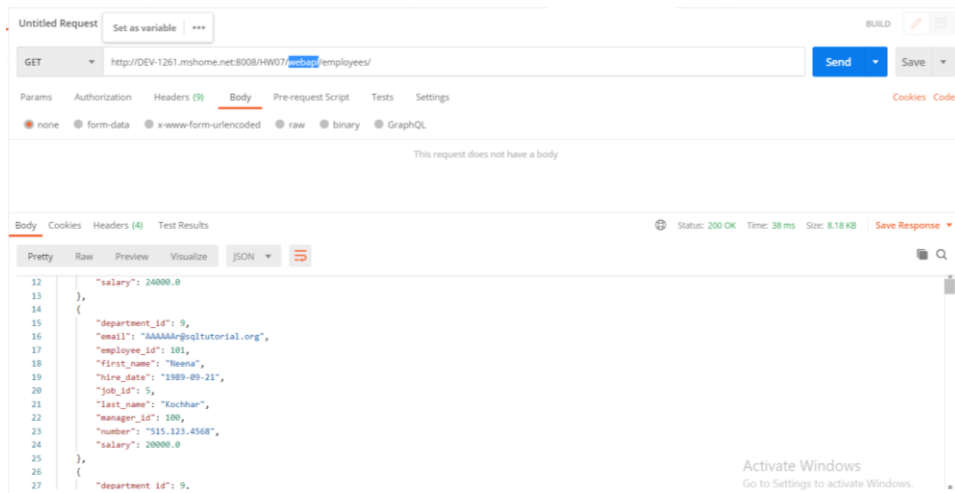 Untitled Request Set as variable ••• BUILD
GET http://DEV-1261.mshome.net:8008/HW07/webapi/employees/ Send Save
Params Authorization Headers (9) Body Pre-request Script Tests Settings Cookies Code
none form-data x-www-form-urlencoded raw binary GraphQL
This request does not have a body
Body Cookies Headers (4) Test Results Status: 200 OK Time: 38 ms Size: 8.18 KB Save Response
Pretty Raw Preview Visualize JSON
12 "salary": 24000.0
13 },
14 {
15 "department_id": 9,
16 "email": "AAAAAAr@sqltutorial.org",
17 "employee_id": 101,
18 "first_name": "Neena",
19 "hire_date": "1989-09-21",
20 "job_id": 5,
21 "last_name": "Kochhar",
22 "manager_id": 100,
23 "number": "515.123.4568",
24 "salary": 20000.0
25 },
26 {
27 "department_id": 9,
Activate Windows
Go to Settings to activate Windows.